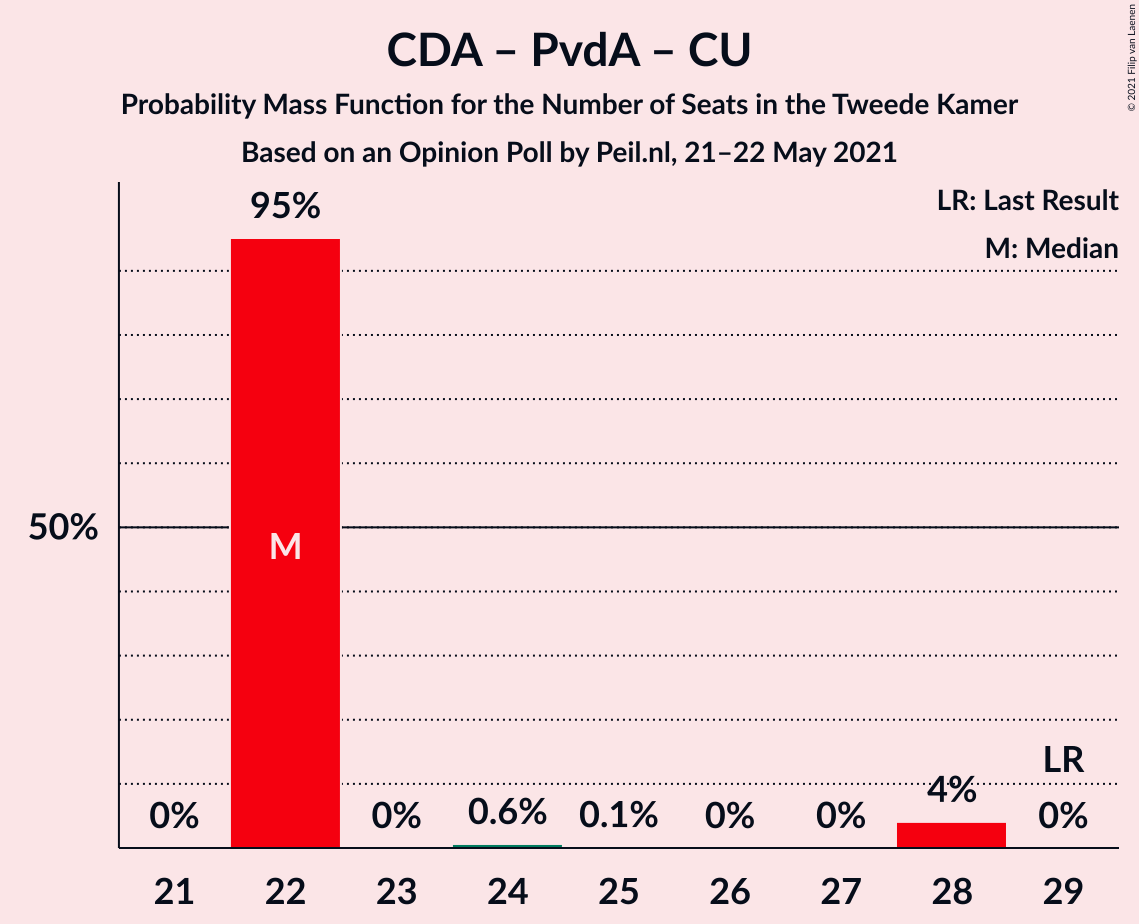 CDA – PvdA – CU
Probability Mass Function for the Number of Seats in the Tweede Kamer
Based on an Opinion Poll by Peil.nl, 21–22 May 2021
© 2021 Filip van Laenen
LR: Last Result
M: Median
95%
50%
M
LR
0% 0% 0.6% 0.1% 0% 0% 4% 0%
21 22 23 24 25 26 27 28 29